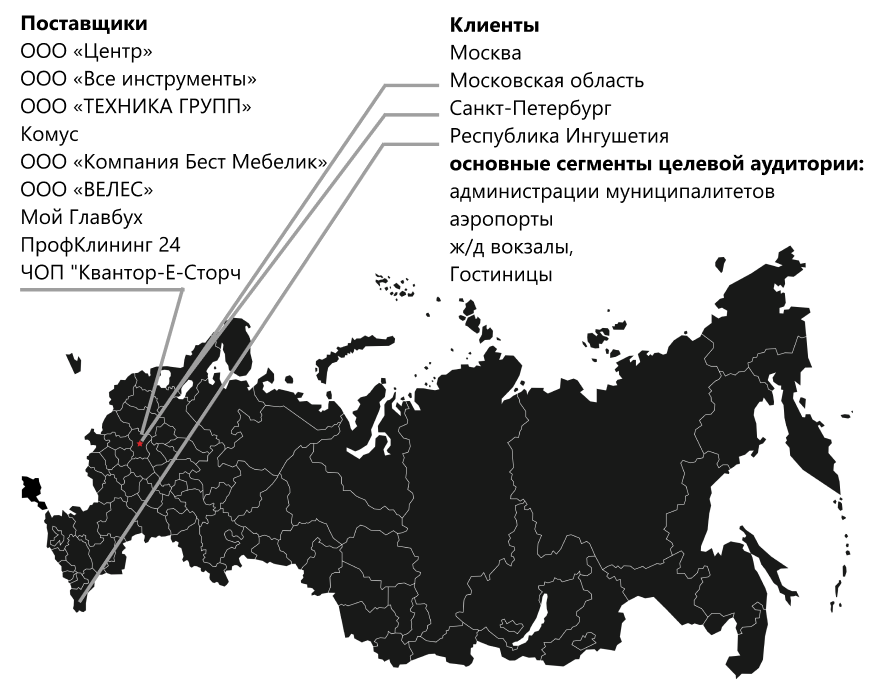 Поставщики
ООО «Центр»
ООО «Все инструменты»
ООО «ТЕХНИКА ГРУПП»
Комус
ООО «Компания Бест Мебелик»
ООО «ВЕЛЕС»
Мой Главбух
ПрофКлининг 24
ЧОП "Квантор-Е-Сторч
Клиенты
Москва
Московская область
Санкт-Петербург
Республика Ингушетия
основные сегменты целевой аудитории:
администрации муниципалитетов
аэропорты
ж/д вокзалы,
Гостиницы